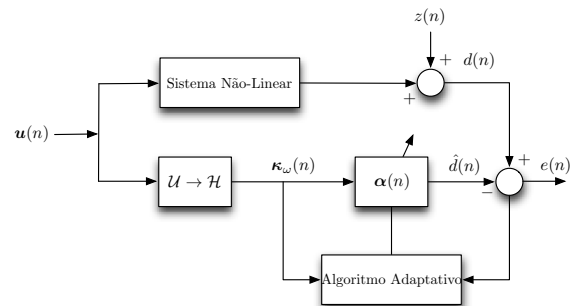 z(n)
+ d(n)
Sistema Não-Linear
+
u(n)
+
κω(n)
d̂(n)
e(n)
𝒰 → ℋ
α(n)
−
Algoritmo Adaptativo